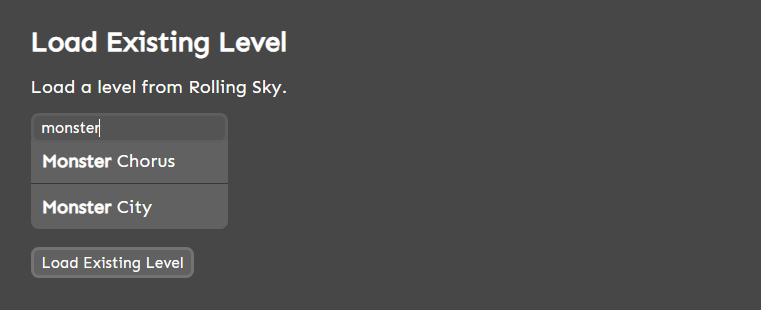 Load Existing Level
Load a level from Rolling Sky.
monster
Monster Chorus
Monster City
Load Existing Level